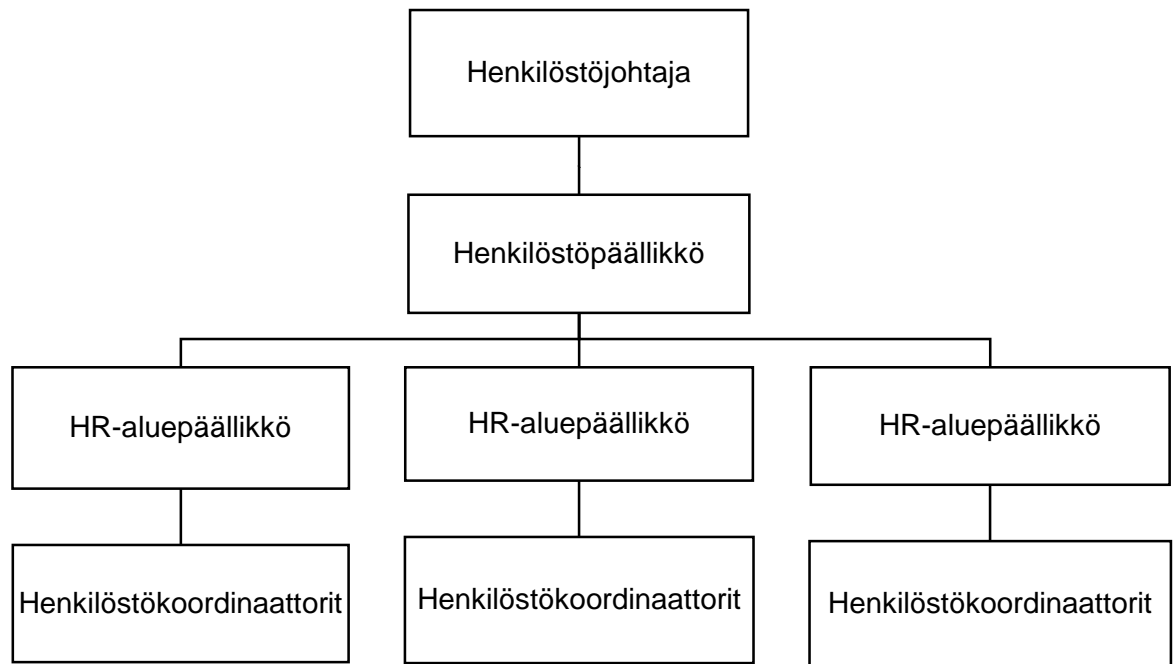 Henkilöstöjohtaja
Henkilöstöpäällikkö
HR-aluepäällikkö
HR-aluepäällikkö
HR-aluepäällikkö
Henkilöstökoordinaattorit
Henkilöstökoordinaattorit
Henkilöstökoordinaattorit